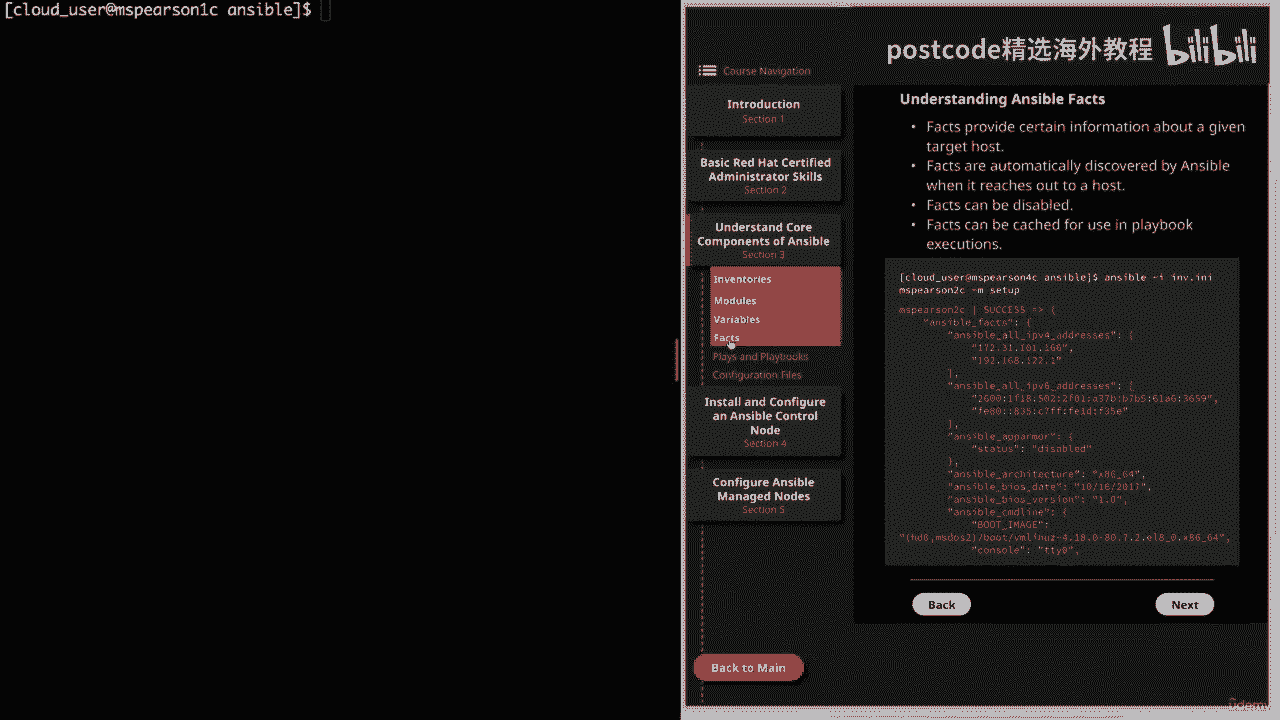 [cloud_user@mspearson1c ansible]$
postcode精选海外教程 bilibili
Course Navigation
Introduction
Section 1
Basic Red Hat Certified
Administrator Skills
Section 2
Understand Core
Components of Ansible
Section 3
Inventories
Modules
Variables
Facts
Plays and Playbooks
Configuration Files
Install and Configure
an Ansible Control
Node
Section 4
Configure Ansible
Managed Nodes
Section 5
Back to Main
Understanding Ansible Facts
• Facts provide certain information about a given
target host.
• Facts are automatically discovered by Ansible
when it reaches out to a host.
• Facts can be disabled.
• Facts can be cached for use in playbook
executions.
[cloud_user@mspearson4c ansible]$ ansible -i inv.ini
mspearson2c -m setup
mspearson2c | SUCCESS => {
"ansible_facts": {
"ansible_all_ipv4_addresses": [
"172.31.101.160",
"192.168.122.1"
],
"ansible_all_ipv6_addresses": [
"2600:1f18:502:2f01:a37b:b7b5:61a6:3659",
"fe80::835:c7ff:fe1d:f35e"
],
"ansible_apparmor": {
"status": "disabled"
},
"ansible_architecture": "x86_64",
"ansible_bios_date": "10/16/2017",
"ansible_bios_version": "1.0",
"ansible_cmdline": {
"BOOT_IMAGE":
"(hd0,msdos2)/boot/vmlinuz-4.18.0-80.7.2.el8_0.x86_64",
"console": "tty0",
Back
Next
Udemy